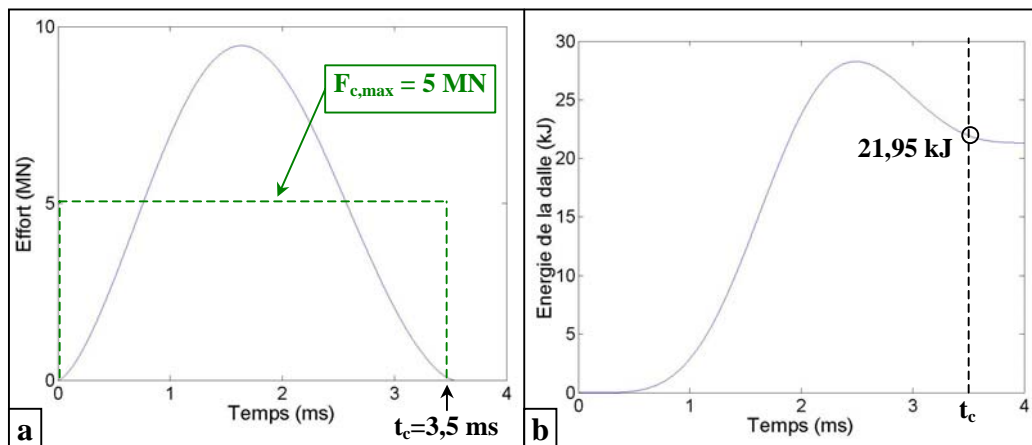 10
5
0
Effort (MN)
F_c,max = 5 MN
0 1 2 3 4
Temps (ms)
t_c=3,5 ms
a
30
25
20
15
10
5
0
Energie de la dalle (kJ)
21,95 kJ
0 1 2 3 4
Temps (ms)
t_c
b